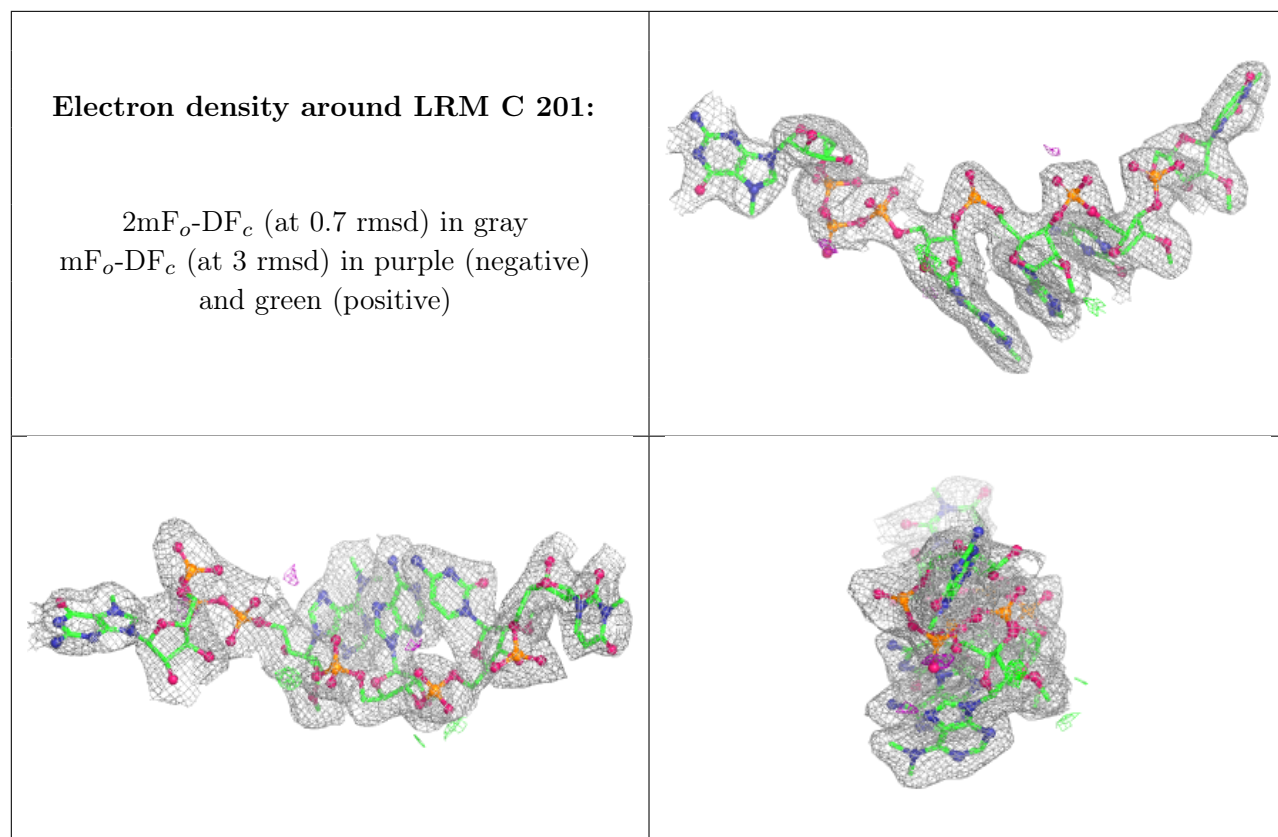 Electron density around LRM C 201:
2mFo-DFc (at 0.7 rmsd) in gray
mFo-DFc (at 3 rmsd) in purple (negative)
and green (positive)